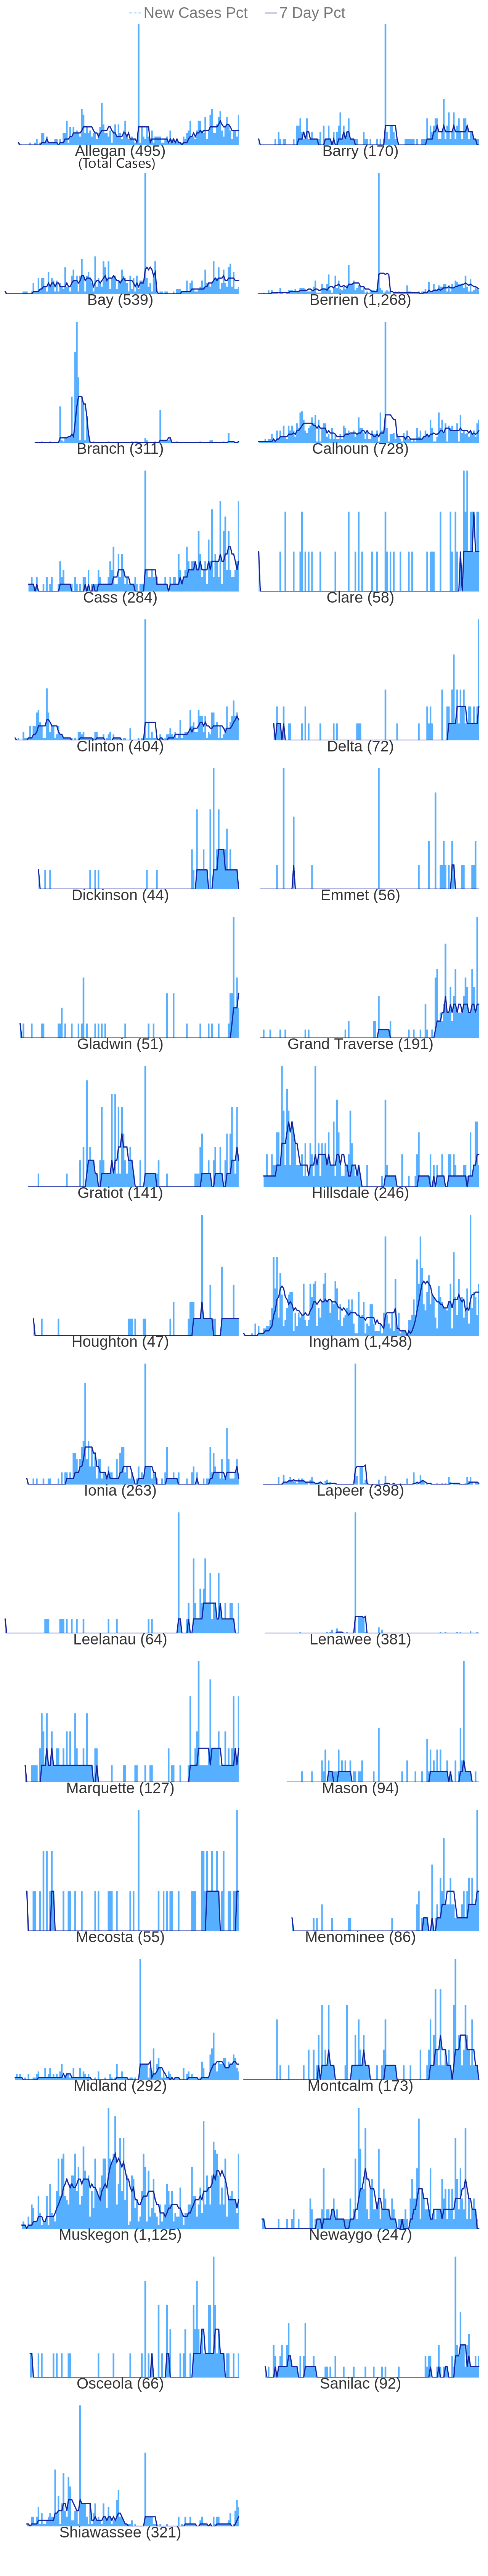 New Cases Pct 7 Day Pct
Allegan (495) Barry (170)
(Total Cases)
Bay (539) Berrien (1,268)
Branch (311) Calhoun (728)
Cass (284) Clare (58)
Clinton (404) Delta (72)
Dickinson (44) Emmet (56)
Gladwin (51) Grand Traverse (191)
Gratiot (141) Hillsdale (246)
Houghton (47) Ingham (1,458)
Ionia (263) Lapeer (398)
Leelanau (64) Lenawee (381)
Marquette (127) Mason (94)
Mecosta (55) Menominee (86)
Midland (292) Montcalm (173)
Muskegon (1,125) Newaygo (247)
Osceola (66) Sanilac (92)
Shiawassee (321)